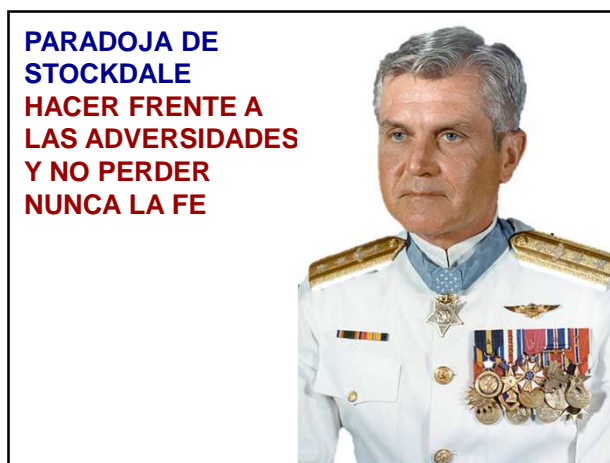 PARADOJA DE
STOCKDALE
HACER FRENTE A
LAS ADVERSIDADES
Y NO PERDER
NUNCA LA FE